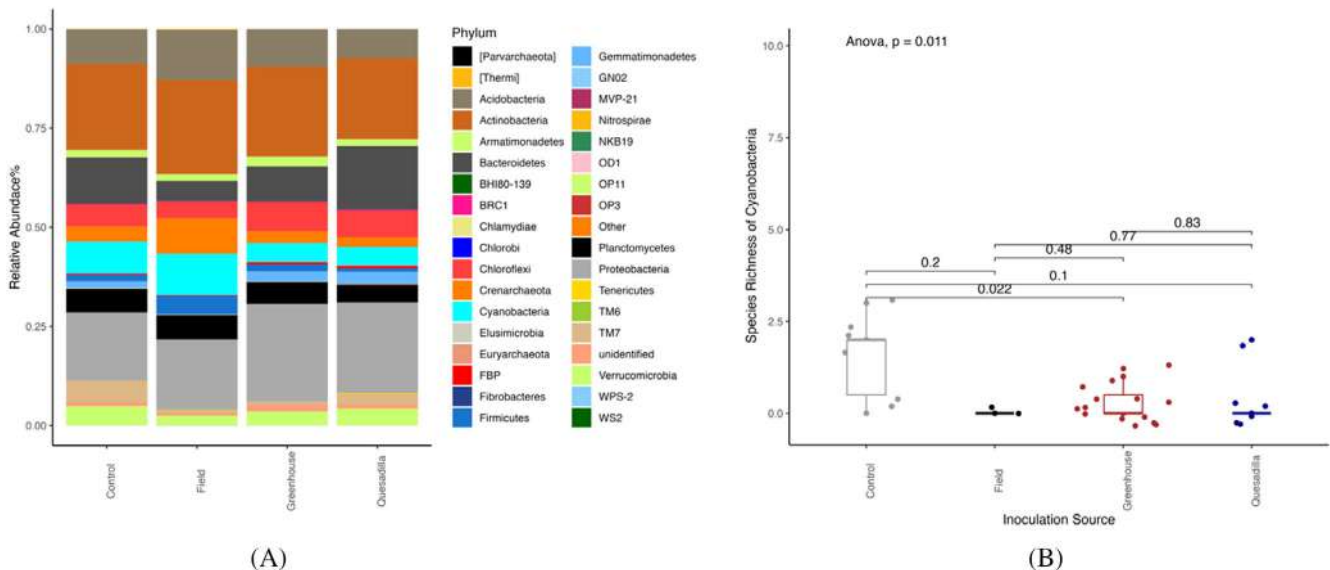 1.00
0.75
0.50
0.25
0.00
Relative Abundace%
Control
Field
Greenhouse
Quesadilla
Phylum
[Parvarchaeota]
[Thermi]
Acidobacteria
Actinobacteria
Armatimonadetes
Bacteroidetes
BHI80-139
BRC1
Chlamydiae
Chlorobi
Chloroflexi
Crenarchaeota
Cyanobacteria
Elusimicrobia
Euryarchaeota
FBP
Fibrobacteres
Firmicutes
Gemmatimonadetes
GN02
MVP-21
Nitrospirae
NKB19
OD1
OP11
OP3
Other
Planctomycetes
Proteobacteria
Tenericutes
TM6
TM7
unidentified
Verrucomicrobia
WPS-2
WS2
(A)
10.0
7.5
5.0
2.5
0.0
Species Richness of Cyanobacteria
Anova, p = 0.011
0.83
0.77
0.48
0.2
0.1
0.022
Control
Field
Greenhouse
Quesadilla
Inoculation Source
(B)